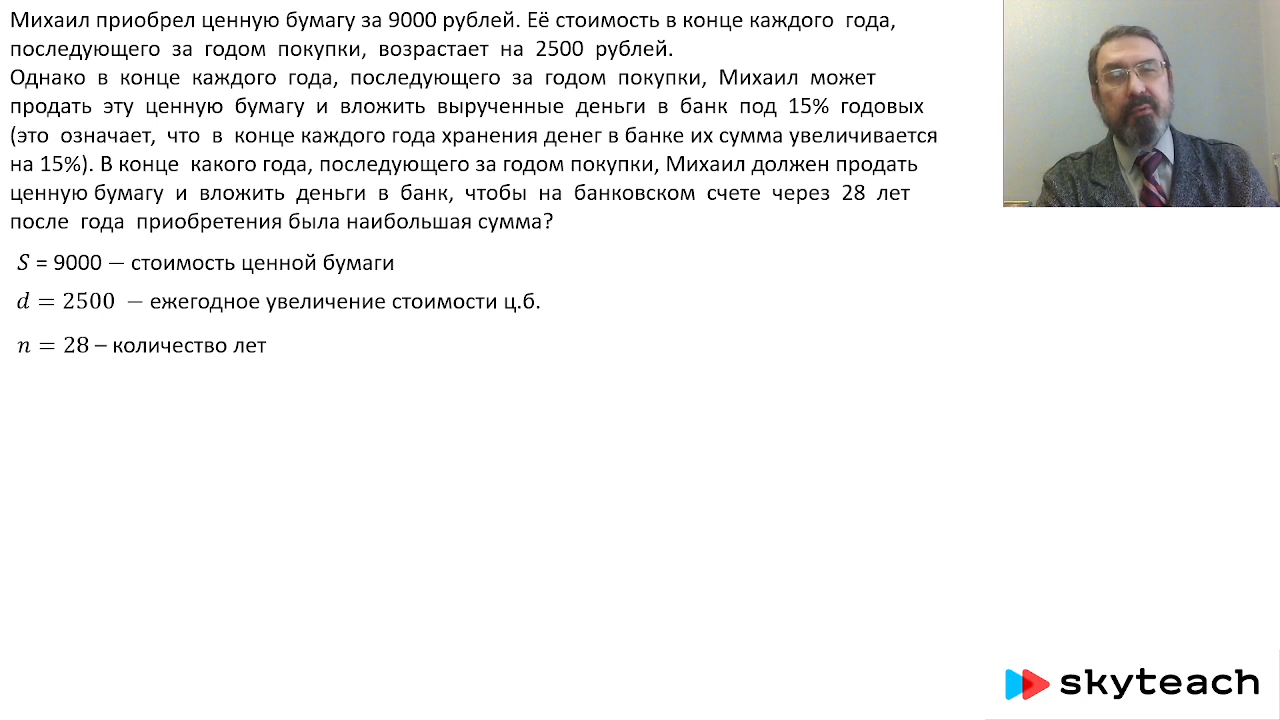 Михаил приобрел ценную бумагу за 9000 рублей. Её стоимость в конце каждого года,
последующего за годом покупки, возрастает на 2500 рублей.
Однако в конце каждого года, последующего за годом покупки, Михаил может
продать эту ценную бумагу и вложить вырученные деньги в банк под 15% годовых
(это означает, что в конце каждого года хранения денег в банке их сумма увеличивается
на 15%). В конце какого года, последующего за годом покупки, Михаил должен продать
ценную бумагу и вложить деньги в банк, чтобы на банковском счете через 28 лет
после года приобретения была наибольшая сумма?
S = 9000 — стоимость ценной бумаги
d = 2500 — ежегодное увеличение стоимости ц.б.
n = 28 – количество лет
skyteach